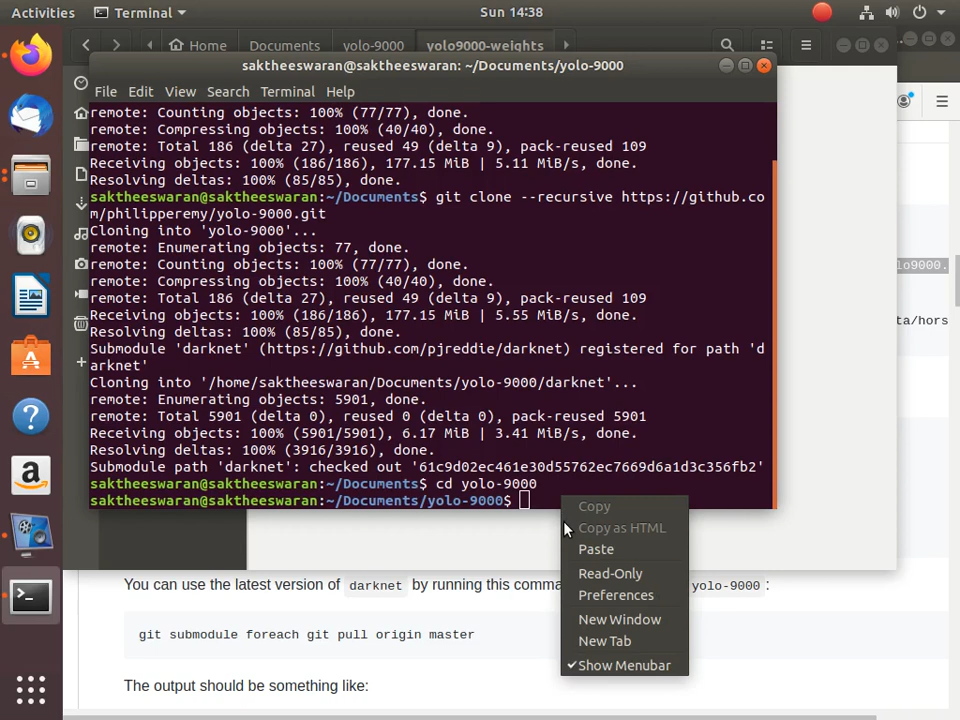 Activities
Terminal
Sun 14:38
Home
Documents
yolo-9000
yolo9000-weights
saktheeswaran@saktheeswaran: ~/Documents/yolo-9000
File Edit View Search Terminal Help
remote: Counting objects: 100% (77/77), done.
remote: Compressing objects: 100% (40/40), done.
remote: Total 186 (delta 27), reused 49 (delta 9), pack-reused 109
Receiving objects: 100% (186/186), 177.15 MiB | 5.11 MiB/s, done.
Resolving deltas: 100% (85/85), done.
saktheeswaran@saktheeswaran:~/Documents$ git clone --recursive https://github.co
m/philipperemy/yolo-9000.git
Cloning into 'yolo-9000'...
remote: Enumerating objects: 77, done.
remote: Counting objects: 100% (77/77), done.
lo9000.
remote: Compressing objects: 100% (40/40), done.
remote: Total 186 (delta 27), reused 49 (delta 9), pack-reused 109
Receiving objects: 100% (186/186), 177.15 MiB | 5.55 MiB/s, done.
ta/hors
Resolving deltas: 100% (85/85), done.
Submodule 'darknet' (https://github.com/pjreddie/darknet) registered for path 'd
arknet'
Cloning into '/home/saktheeswaran/Documents/yolo-9000/darknet'...
remote: Enumerating objects: 5901, done.
remote: Total 5901 (delta 0), reused 0 (delta 0), pack-reused 5901
Receiving objects: 100% (5901/5901), 6.17 MiB | 3.41 MiB/s, done.
Resolving deltas: 100% (3916/3916), done.
Submodule path 'darknet': checked out '61c9d02ec461e30d55762ec7669d6a1d3c356fb2'
saktheeswaran@saktheeswaran:~/Documents$ cd yolo-9000
saktheeswaran@saktheeswaran:~/Documents/yolo-9000$
Copy
Copy as HTML
Paste
Read-Only
Preferences
New Window
New Tab
✓Show Menubar
You can use the latest version of darknet by running this comma yolo-9000 :
git submodule foreach git pull origin master
The output should be something like: